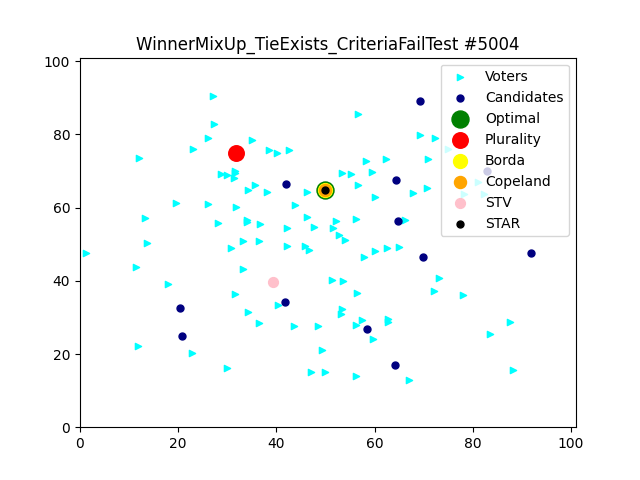 WinnerMixUp_TieExists_CriteriaFailTest #5004
100
80
60
40
20
0
0 20 40 60 80 100
Voters
Candidates
Optimal
Plurality
Borda
Copeland
STV
STAR